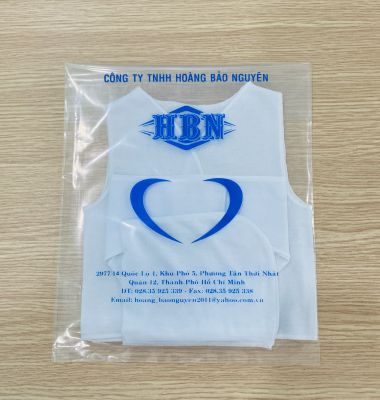 CÔNG TY TNHH HOÀNG BẢO NGUYÊN
HBN
2977/14 Quốc Lộ 1, Khu Phố 5, Phường Tân Thới Nhất
Quận 12, Thành Phố Hồ Chí Minh
ĐT: 028.35 925 339 - Fax: 028.35 925 338
Email: hoang_baonguyen2011@yahoo.com.vn